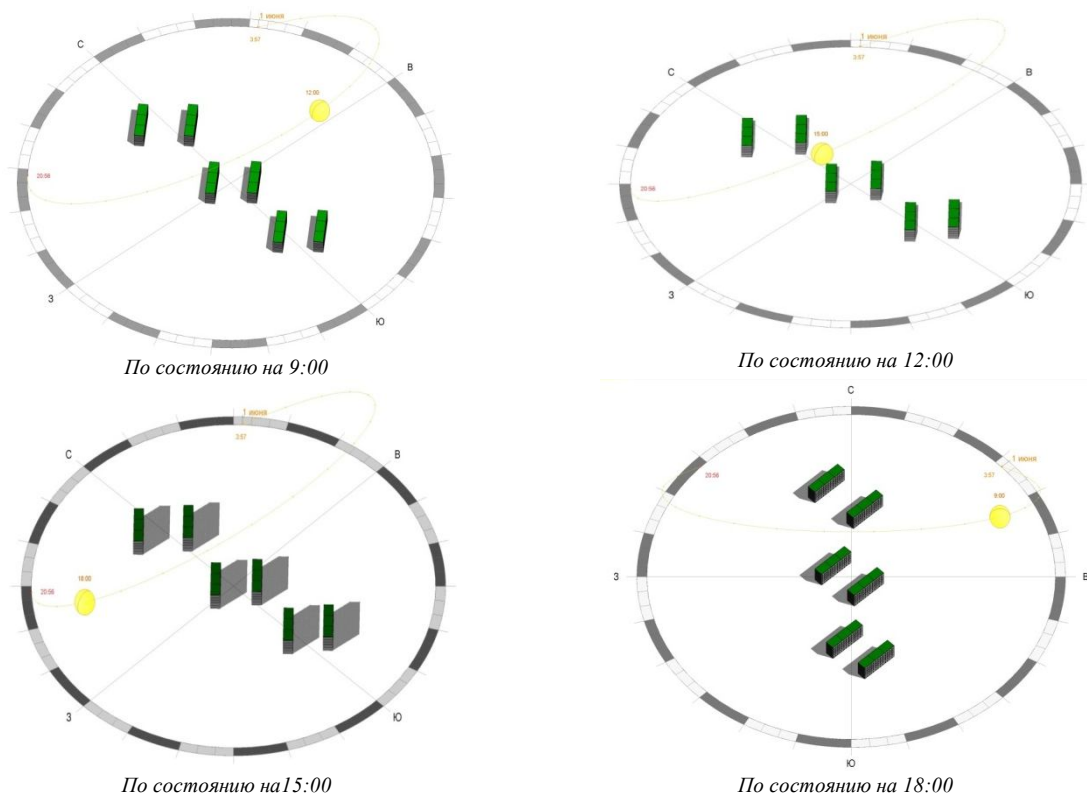 1 июня
3:57
С
В
12:00
20:56
З
Ю
По состоянию на 9:00
1 июня
3:57
С
В
15:00
20:56
З
Ю
По состоянию на 12:00
1 июня
3:57
С
В
18:00
20:56
З
Ю
По состоянию на15:00
С
1 июня
20:56
3:57
9:00
З
В
Ю
По состоянию на 18:00